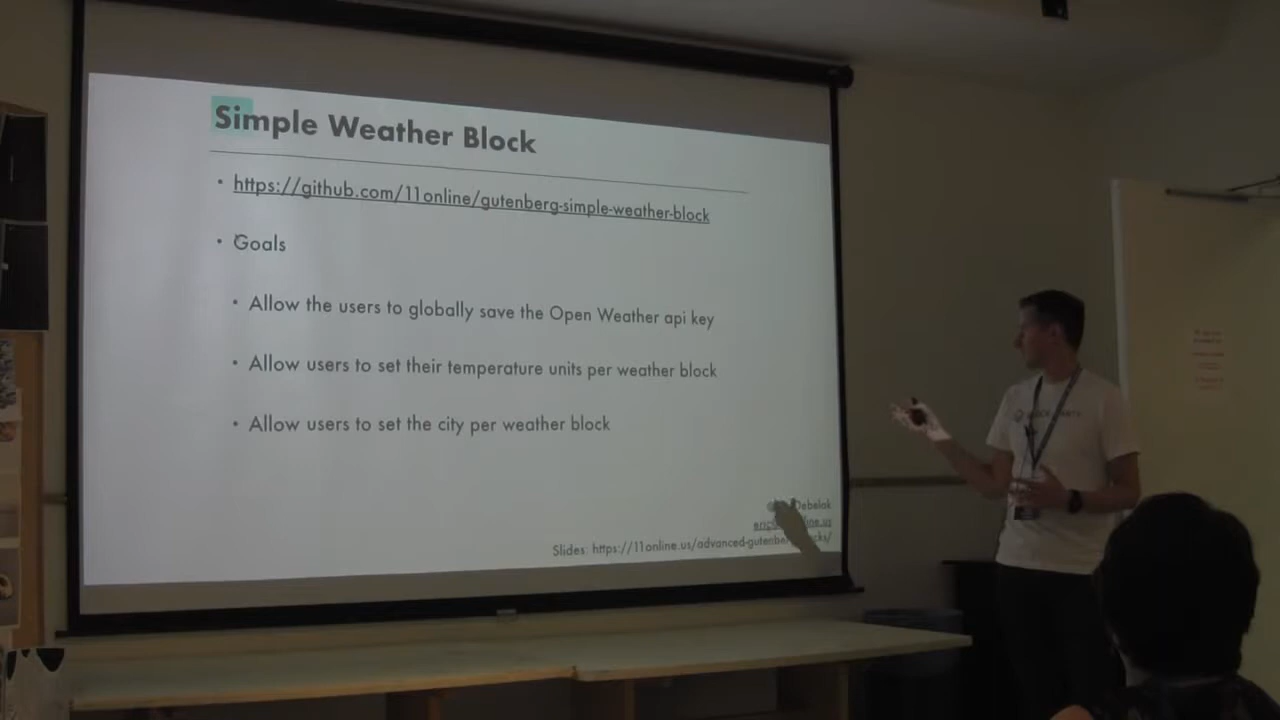 Simple Weather Block
• https://github.com/11online/gutenberg-simple-weather-block
• Goals
• Allow the users to globally save the Open Weather api key
• Allow users to set their temperature units per weather block
• Allow users to set the city per weather block
Debelak
Slides: https://11online.us/advanced-gutenberg-blocks/